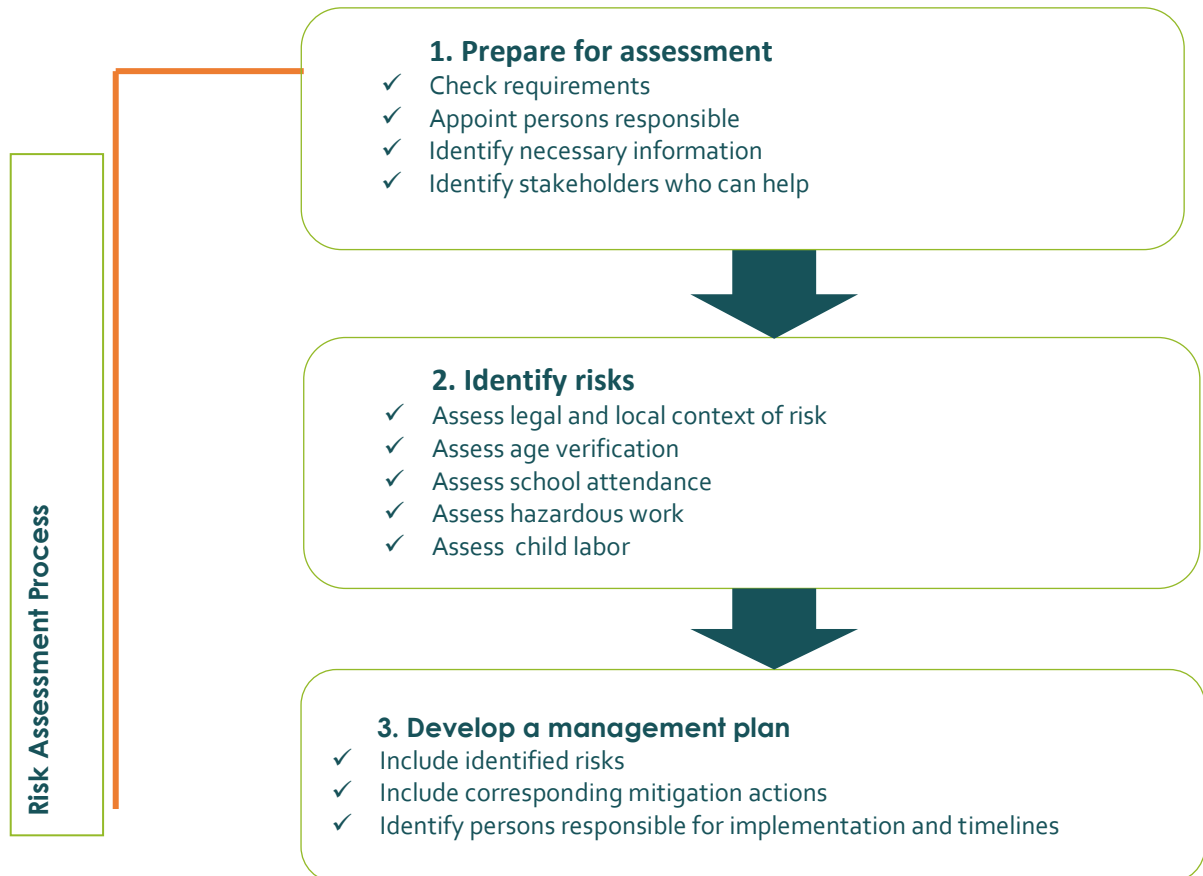 Risk Assessment Process
1. Prepare for assessment
✓ Check requirements
✓ Appoint persons responsible
✓ Identify necessary information
✓ Identify stakeholders who can help
2. Identify risks
✓ Assess legal and local context of risk
✓ Assess age verification
✓ Assess school attendance
✓ Assess hazardous work
✓ Assess child labor
3. Develop a management plan
✓ Include identified risks
✓ Include corresponding mitigation actions
✓ Identify persons responsible for implementation and timelines